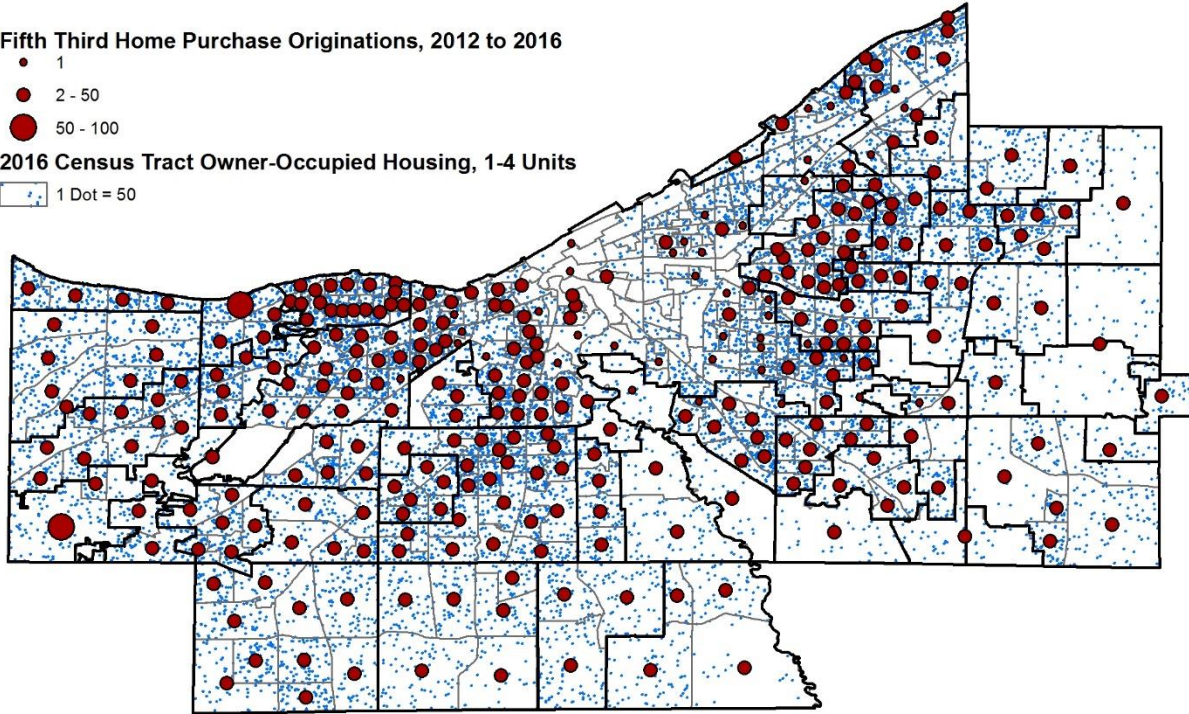 Fifth Third Home Purchase Originations, 2012 to 2016
1
2 - 50
50 - 100
2016 Census Tract Owner-Occupied Housing, 1-4 Units
1 Dot = 50